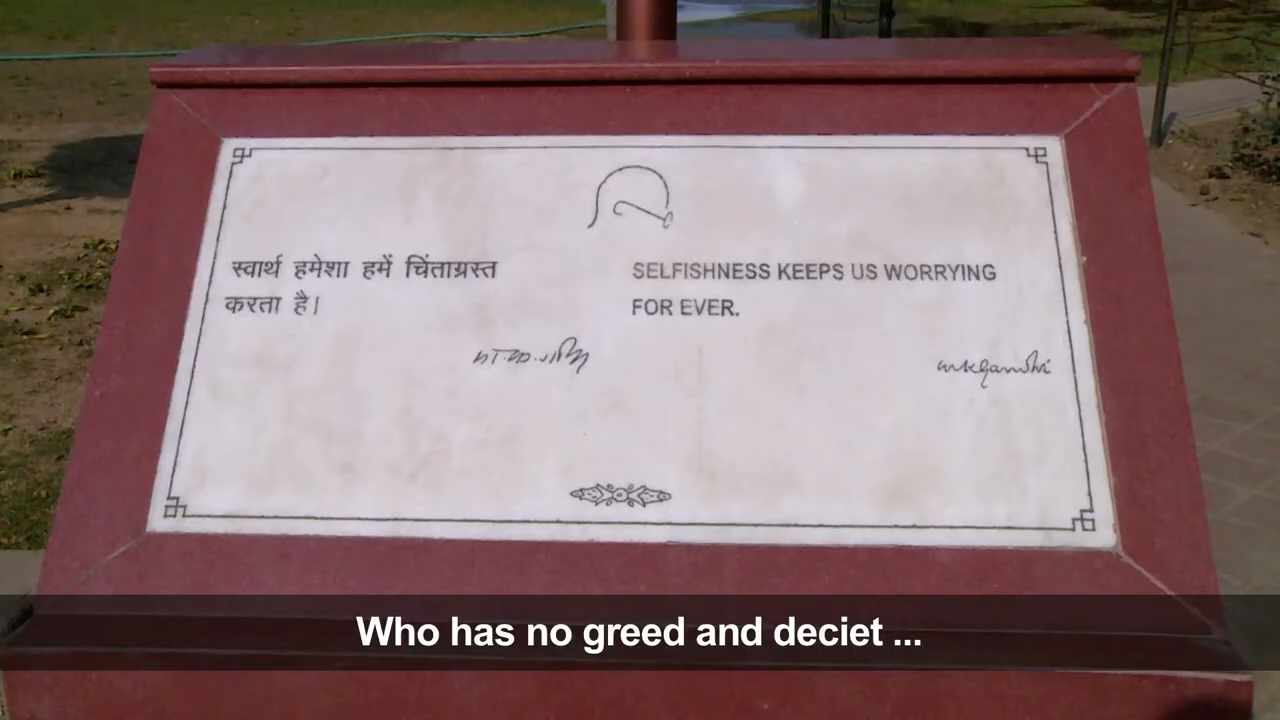 स्वार्थ हमेशा हमें चिंताग्रस्त
करता है।
मो.क.गांधी
SELFISHNESS KEEPS US WORRYING
FOR EVER.
mkgandhi
Who has no greed and deciet ...